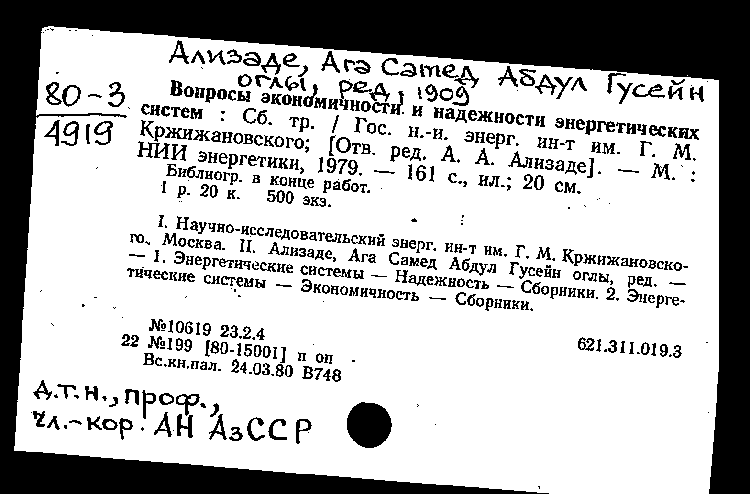 Ализаде, Ага Самед Абдул Гусейн
оглы, ред., 1909
80-3
4919
Вопросы экономичности и надежности энергетических
систем : Сб. тр. / Гос. н.-и. энерг. ин-т им. Г. М.
Кржижановского; [Отв. ред. А. А. Ализаде]. — М. :
НИИ энергетики, 1979. — 161 с., ил.; 20 см.
Библиогр. в конце работ.
1 р. 20 к. 500 экз.
I. Научно-исследовательский энерг. ин-т им. Г. М. Кржижановско-
го. Москва. II. Ализаде, Ага Самед Абдул Гусейн оглы, ред. —
— 1. Энергетические системы — Надежность — Сборники. 2. Энерге-
тические системы — Экономичность — Сборники.
№10619 23.2.4
621.311.019.3
22 №199 [80-15001] п оп
Вс.кн.пал. 24.03.80 В748
д.т.н., проф.,
чл.-кор. АН АзССР